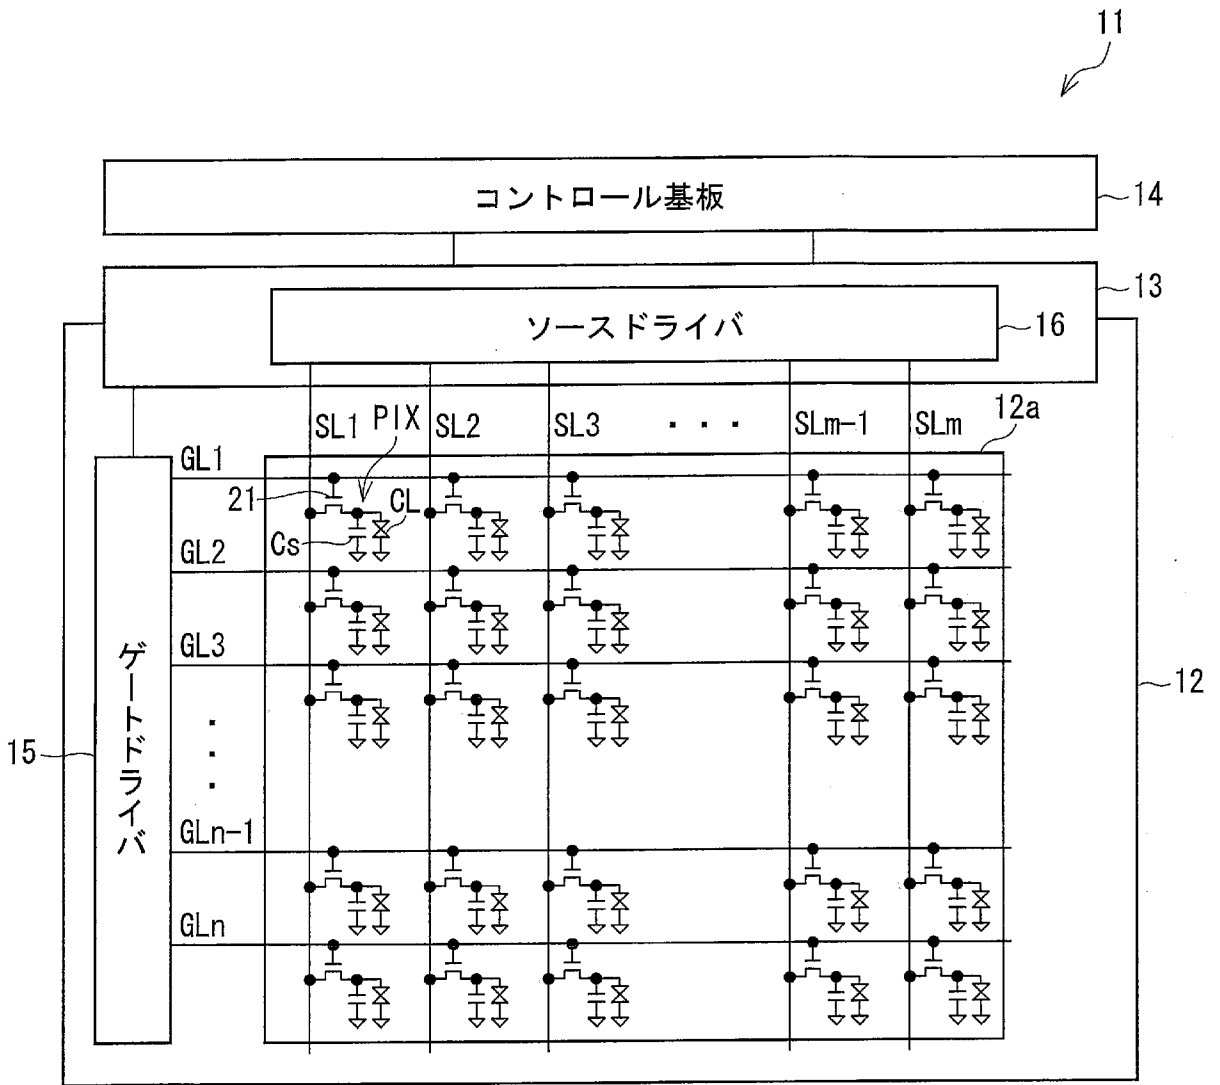 11
コントロール基板
14
13
ソースドライバ
16
SL1
PIX
SL2
SL3
・・・
SLm-1
SLm
12a
GL1
21
CL
Cs
GL2
GL3
ゲートドライバ
・・・
12
15
GLn-1
GLn